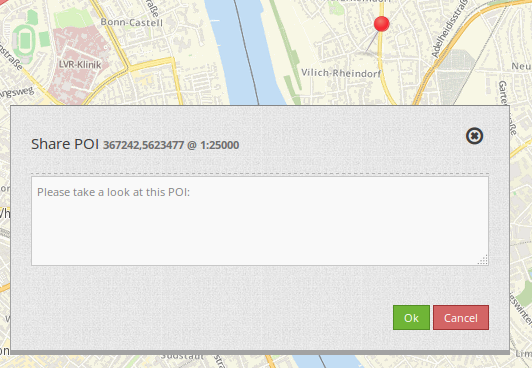 Bonn-Castell
LVR-Klinik
Vilich-Rheindorf
Adelheidisstraße
Share POI 367242,5623477 @ 1:25000
Please take a look at this POI:
Ok Cancel
Südstadt